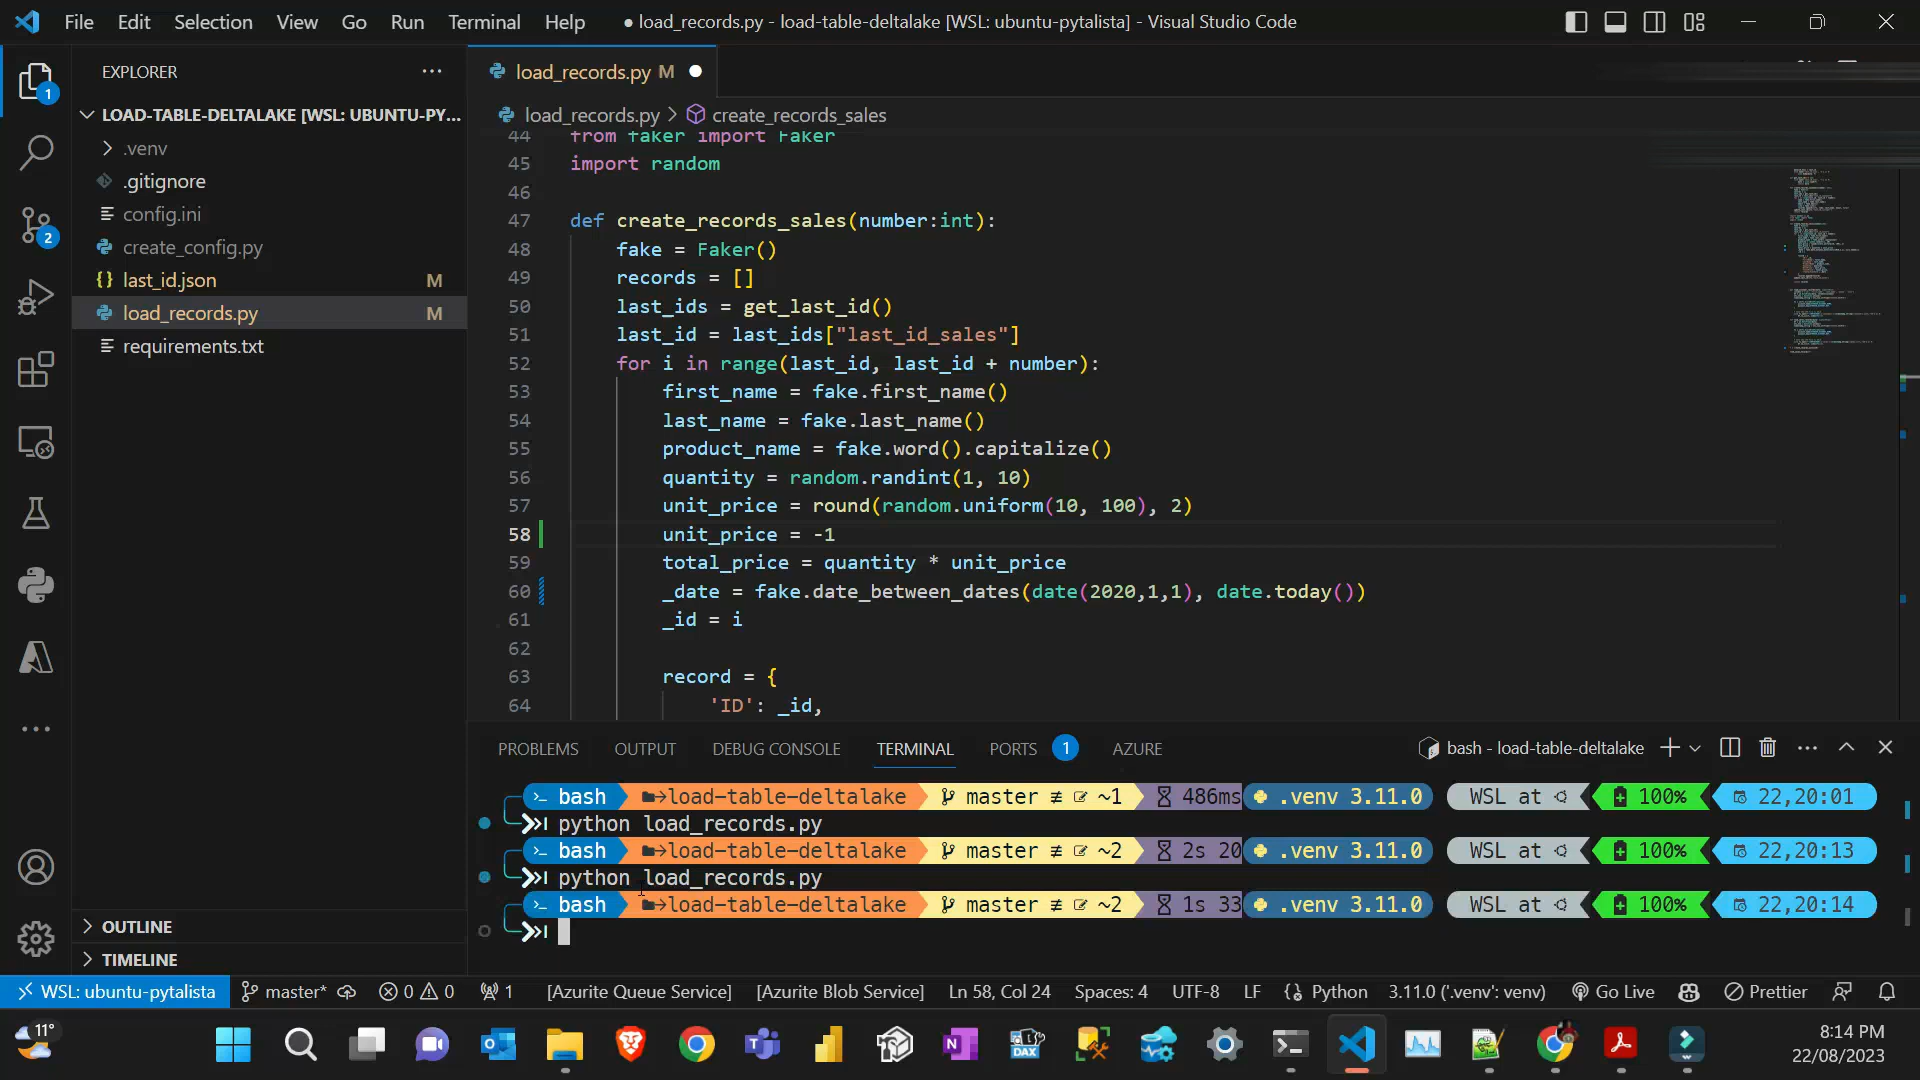 File Edit Selection View Go Run Terminal Help ● load_records.py - load-table-deltalake [WSL: ubuntu-pytalista] - Visual Studio Code
EXPLORER
LOAD-TABLE-DELTALAKE [WSL: UBUNTU-PY...
.venv
.gitignore
config.ini
create_config.py
last_id.json M
load_records.py M
requirements.txt
OUTLINE
TIMELINE
1
2
load_records.py M
load_records.py > create_records_sales
44 from faker import Faker
45 import random
46
47 def create_records_sales(number:int):
48 fake = Faker()
49 records = []
50 last_ids = get_last_id()
51 last_id = last_ids["last_id_sales"]
52 for i in range(last_id, last_id + number):
53 first_name = fake.first_name()
54 last_name = fake.last_name()
55 product_name = fake.word().capitalize()
56 quantity = random.randint(1, 10)
57 unit_price = round(random.uniform(10, 100), 2)
58 unit_price = -1
59 total_price = quantity * unit_price
60 _date = fake.date_between_dates(date(2020,1,1), date.today())
61 _id = i
62
63 record = {
64 'ID': _id,
PROBLEMS OUTPUT DEBUG CONSOLE TERMINAL PORTS 1 AZURE bash - load-table-deltalake
bash load-table-deltalake master ≢ ~1 486ms .venv 3.11.0 WSL at 100% 22,20:01
python load_records.py
bash load-table-deltalake master ≢ ~2 2s 20 .venv 3.11.0 WSL at 100% 22,20:13
python load_records.py
bash load-table-deltalake master ≢ ~2 1s 33 .venv 3.11.0 WSL at 100% 22,20:14
WSL: ubuntu-pytalista master* 0 0 1 [Azurite Queue Service] [Azurite Blob Service] Ln 58, Col 24 Spaces: 4 UTF-8 LF Python 3.11.0 ('.venv': venv) Go Live Prettier
11°
DAX
8:14 PM
22/08/2023